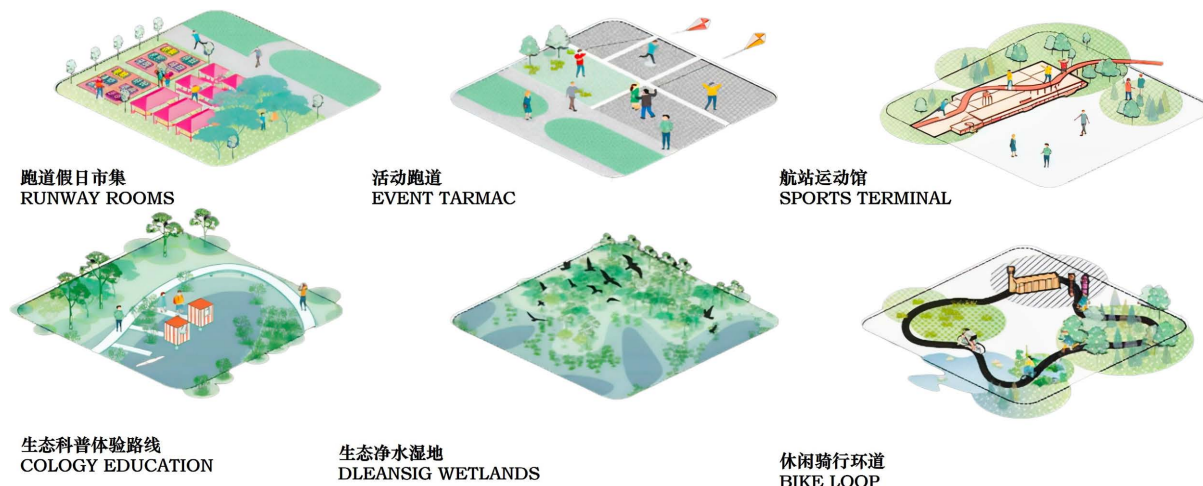 跑道假日市集
RUNWAY ROOMS
活动跑道
EVENT TARMAC
航站运动馆
SPORTS TERMINAL
生态科普体验路线
COLOGY EDUCATION
生态净水湿地
DLEANSIG WETLANDS
休闲骑行环道
BIKE LOOP